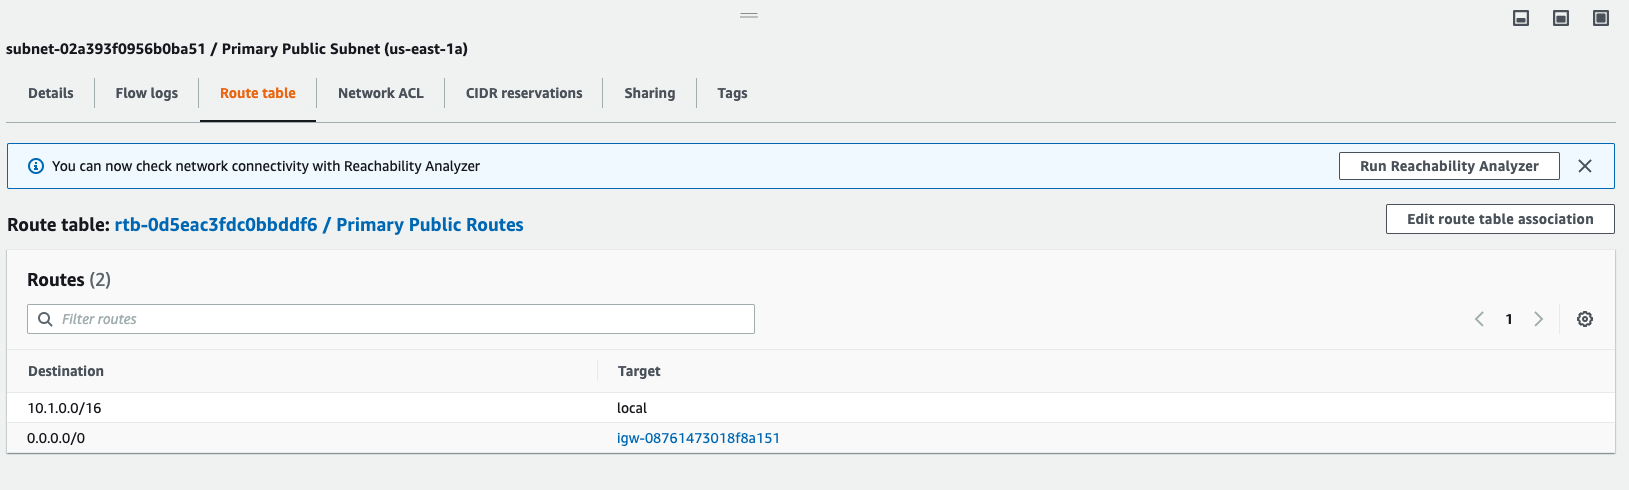 subnet-02a393f0956b0ba51 / Primary Public Subnet (us-east-1a)
Details Flow logs Route table Network ACL CIDR reservations Sharing Tags
You can now check network connectivity with Reachability Analyzer Run Reachability Analyzer
Route table: rtb-0d5eac3fdc0bbddf6 / Primary Public Routes Edit route table association
Routes (2)
Filter routes 1
Destination Target
10.1.0.0/16 local
0.0.0.0/0 igw-08761473018f8a151